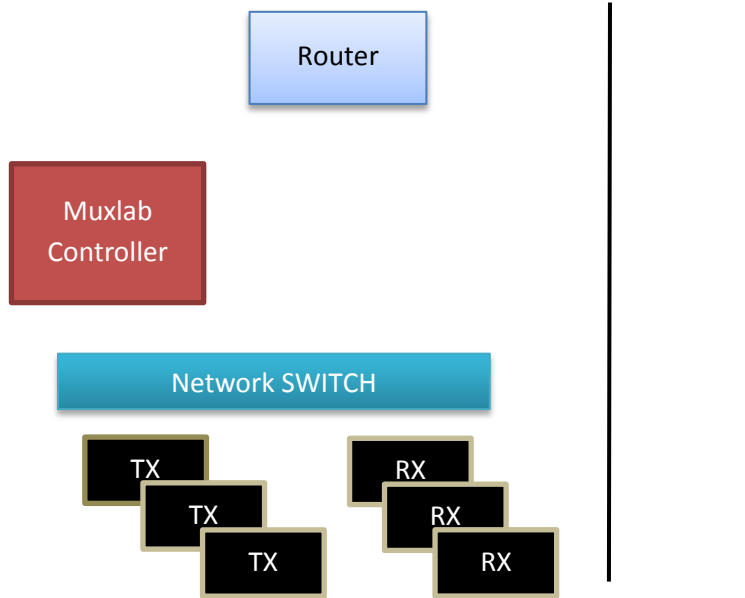 Router
Muxlab
Controller
Network SWITCH
TX
RX
TX
RX
TX
RX